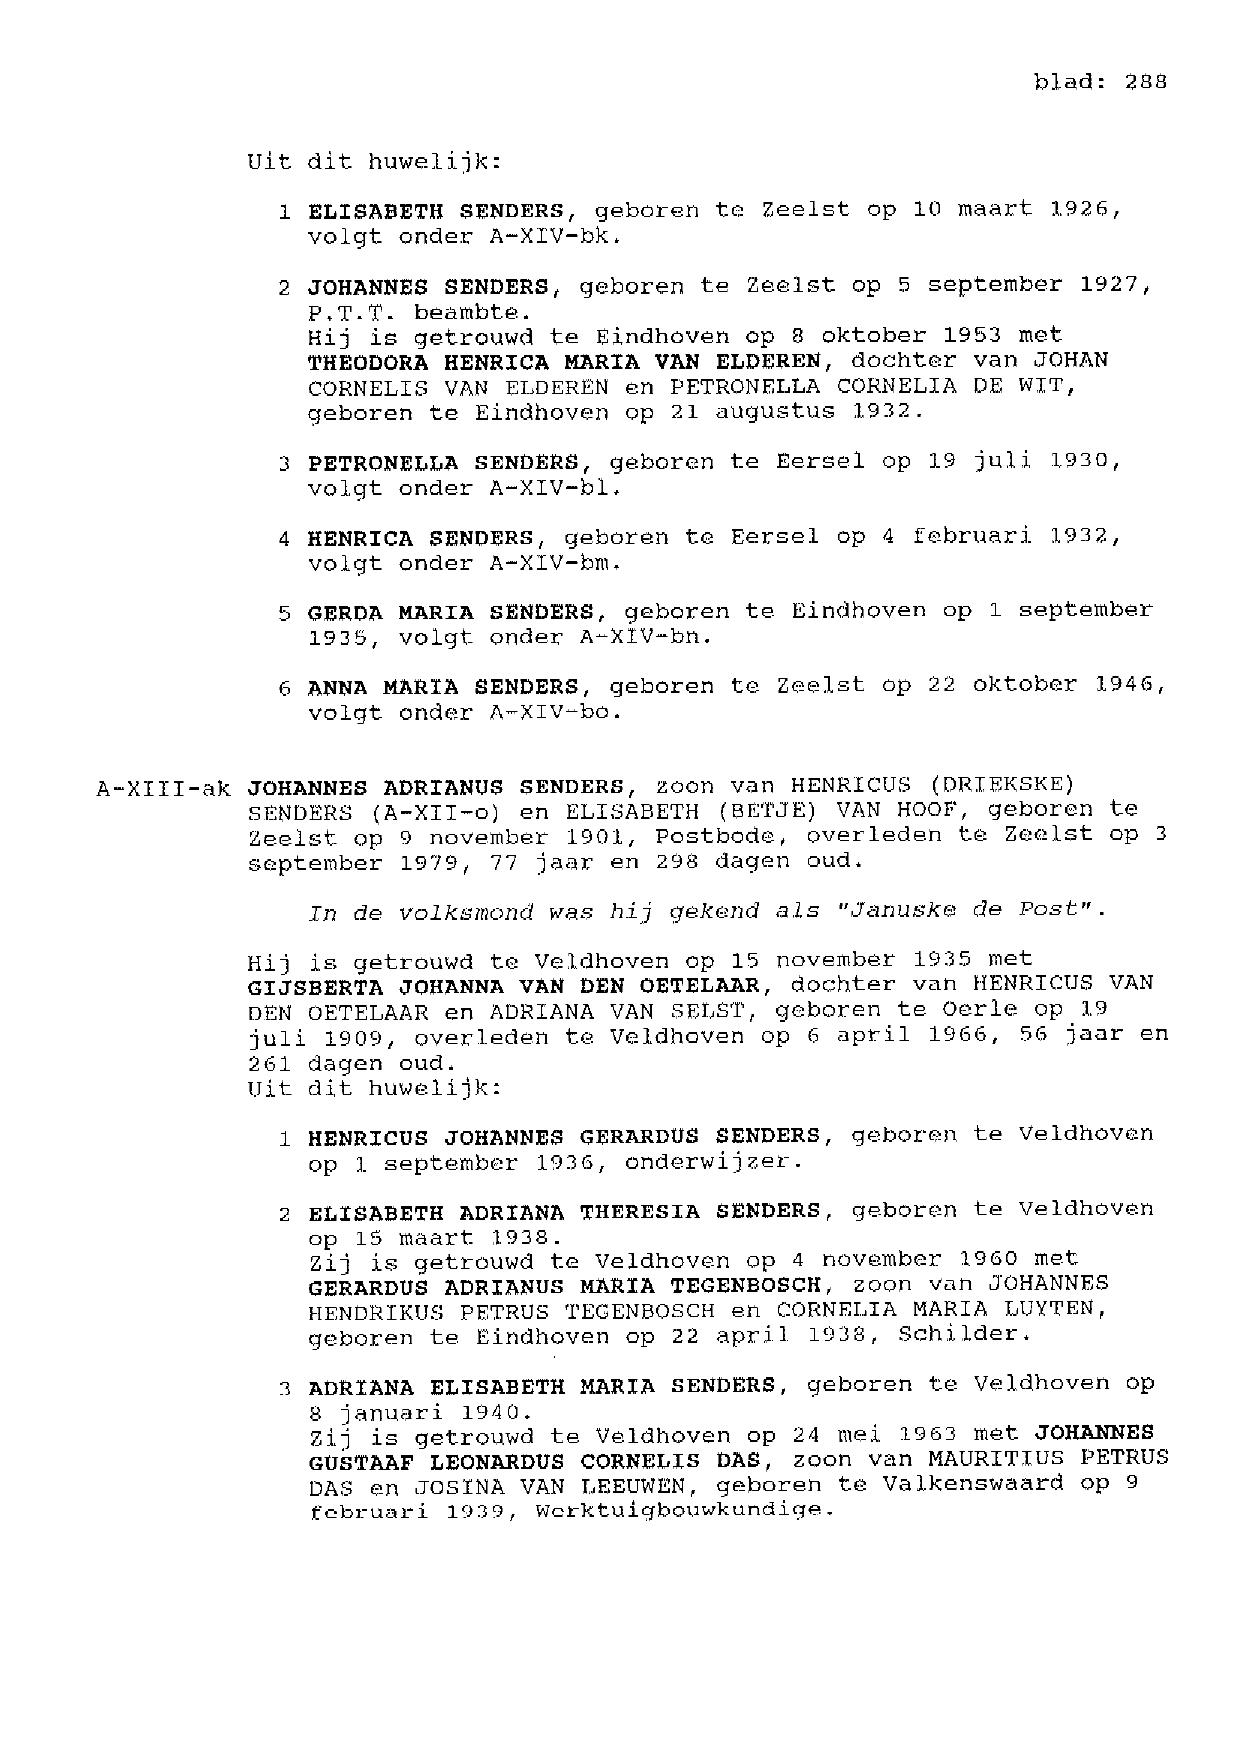 blad: 288
Uit dit huwelijk:
1 ELISABETH SENDERS, geboren te Zeelst op 10 maart 1926,
volgt onder A-XIV-bk.
2 JOHANNES SENDERS, geboren te Zeelst op 5 september 1927,
P.T.T. beambte.
Hij is getrouwd te Eindhoven op 8 oktober 1953 met
THEODORA HENRICA MARIA VAN ELDEREN, dochter van JOHAN
CORNELIS VAN ELDEREN en PETRONELLA CORNELIA DE WIT,
geboren te Eindhoven op 21 augustus 1932.
3 PETRONELLA SENDERS, geboren te Eersel op 19 juli 1930,
volgt onder A-XIV-bl.
4 HENRICA SENDERS, geboren te Eersel op 4 februari 1932,
volgt onder A-XIV-bm.
5 GERDA MARIA SENDERS, geboren te Eindhoven op 1 september
1935, volgt onder A-XIV-bn.
6 ANNA MARIA SENDERS, geboren te Zeelst op 22 oktober 1946,
volgt onder A-XIV-bo.
A-XIII-ak JOHANNES ADRIANUS SENDERS, zoon van HENRICUS (DRIEKSKE)
SENDERS (A-XII-o) en ELISABETH (BETJE) VAN HOOF, geboren te
Zeelst op 9 november 1901, Postbode, overleden te Zeelst op 3
september 1979, 77 jaar en 298 dagen oud.
In de volksmond was hij gekend als "Januske de Post".
Hij is getrouwd te Veldhoven op 15 november 1935 met
GIJSBERTA JOHANNA VAN DEN OETELAAR, dochter van HENRICUS VAN
DEN OETELAAR en ADRIANA VAN SELST, geboren te Oerle op 19
juli 1909, overleden te Veldhoven op 6 april 1966, 56 jaar en
261 dagen oud.
Uit dit huwelijk:
1 HENRICUS JOHANNES GERARDUS SENDERS, geboren te Veldhoven
op 1 september 1936, onderwijzer.
2 ELISABETH ADRIANA THERESIA SENDERS, geboren te Veldhoven
op 15 maart 1938.
Zij is getrouwd te Veldhoven op 4 november 1960 met
GERARDUS ADRIANUS MARIA TEGENBOSCH, zoon van JOHANNES
HENDRIKUS PETRUS TEGENBOSCH en CORNELIA MARIA LUYTEN,
geboren te Eindhoven op 22 april 1938, Schilder.
3 ADRIANA ELISABETH MARIA SENDERS, geboren te Veldhoven op
8 januari 1940.
Zij is getrouwd te Veldhoven op 24 mei 1963 met JOHANNES
GUSTAAF LEONARDUS CORNELIS DAS, zoon van MAURITIUS PETRUS
DAS en JOSINA VAN LEEUWEN, geboren te Valkenswaard op 9
februari 1939, Werktuigbouwkundige.